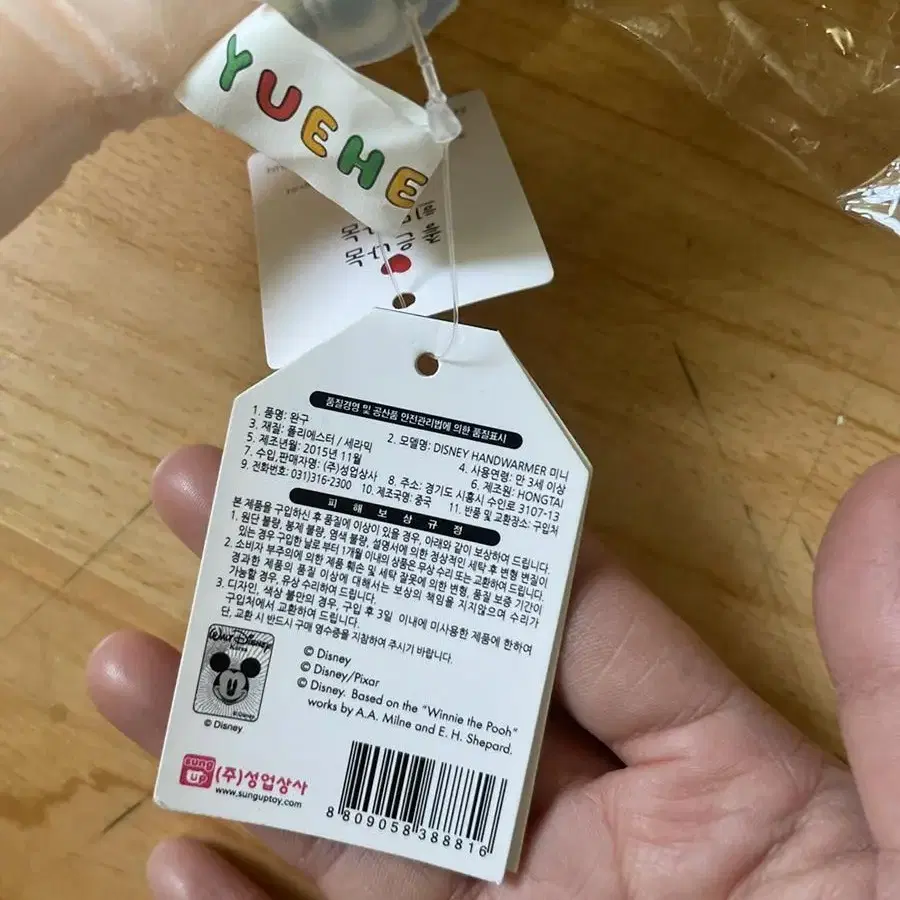 YUEHE
품질경영 및 공산품 안전관리법에 의한 품질표시
1. 품명: 완구
2. 모델명: DISNEY HANDWARMER 미니
3. 재질: 폴리에스터 / 세라믹
4. 사용연령: 만 3세 이상
5. 제조년월: 2015년 11월
6. 제조원: HONGTAI
7. 수입,판매자명: (주)성업상사
8. 주소: 경기도 시흥시 수인로 3107-13
9. 전화번호: 031)316-2300
10. 제조국명: 중국
11. 반품 및 교환장소: 구입처
피 해 보 상 규 정
본 제품을 구입하신 후 품질에 이상이 있을 경우, 아래와 같이 보상하여 드립니다.
1. 원단 불량, 봉제 불량, 염색 불량, 설명서에 의한 정상적인 세탁 후 변형 변질이
있는 경우 구입한 날로 부터 1개월 이내의 상품은 유상수리 또는 교환하여 드립니다.
2. 소비자 부주의에 의한 제품 훼손 및 세탁 잘못에 의한 변형, 품질 보증 기간이
경과한 제품의 품질 이상에 대해서는 보상의 책임을 지지않으며 수리가
가능할 경우, 유상 수리하여 드립니다.
3. 디자인, 색상 불만의 경우, 구입 후 3일 이내에 미사용한 제품에 한하여
구입처에서 교환하여 드립니다.
단, 교환 시 반드시 구매 영수증을 지참하여 주시기 바랍니다.
WALT DISNEY
KOREA
© Disney
© Disney
© Disney/Pixar
© Disney. Based on the "Winnie the Pooh"
works by A.A. Milne and E. H. Shepard.
sung up
(주)성업상사
www.sunguptoy.com
8 809058 388816